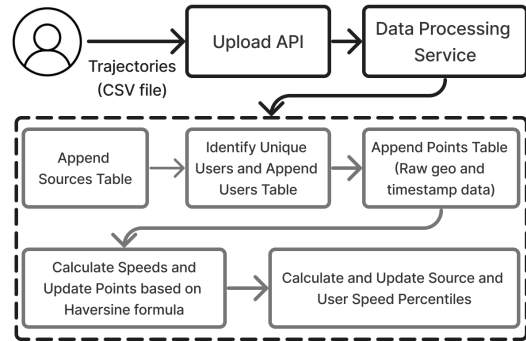 Trajectories
(CSV file)
Upload API
Data Processing
Service
Append
Sources Table
Identify Unique
Users and Append
Users Table
Append Points Table
(Raw geo and
timestamp data)
Calculate Speeds and
Update Points based on
Haversine formula
Calculate and Update Source and
User Speed Percentiles